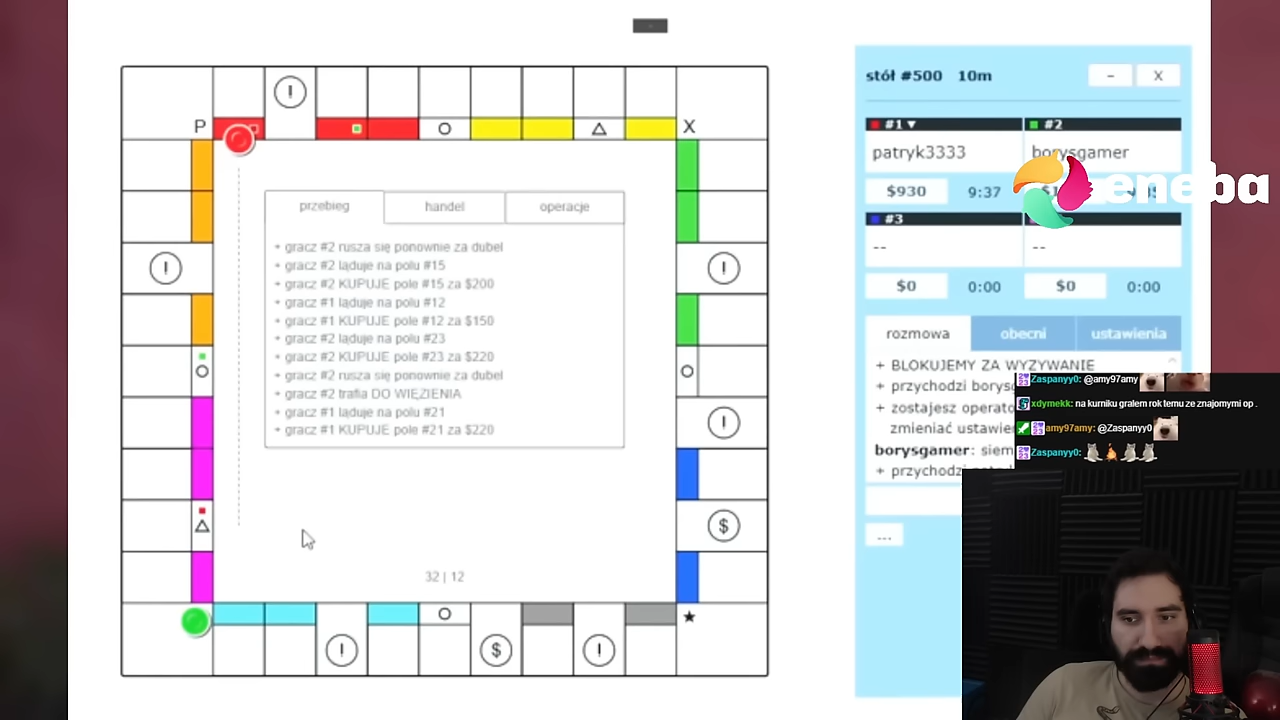 P
X
przebieg
handel
operacje
+ gracz #2 rusza się ponownie za dubel
+ gracz #2 ląduje na polu #15
+ gracz #2 KUPUJE pole #15 za $200
+ gracz #1 ląduje na polu #12
+ gracz #1 KUPUJE pole #12 za $150
+ gracz #2 ląduje na polu #23
+ gracz #2 KUPUJE pole #23 za $220
+ gracz #2 rusza się ponownie za dubel
+ gracz #2 trafia DO WIĘZIENIA
+ gracz #1 ląduje na polu #21
+ gracz #1 KUPUJE pole #21 za $220
32 | 12
stół #500 10m
– X
#1 ▼ #2
patryk3333 borysgamer
$930 9:37
eneba
#3
-- --
$0 0:00 $0 0:00
rozmowa obecni ustawienia
+ BLOKUJEMY ZA WYZYWANIE
+ przychodzi borysg
+ zostajesz operato
zmieniać ustawie
borysgamer: siem
+ przychodzi
...
Zaspanyy0: @amy97amy
xdymekk: na kurniku gralem rok temu ze znajomymi op .
amy97amy: @Zaspanyy0
Zaspanyy0: